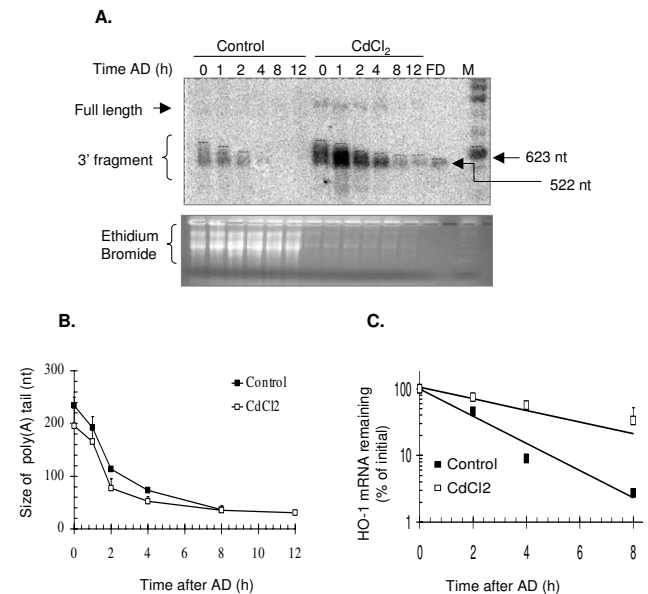 A.
Control CdCl2
Time AD (h) 0 1 2 4 8 12 0 1 2 4 8 12 FD M
Full length
3' fragment
623 nt
522 nt
Ethidium
Bromide
B.
Size of poly(A) tail (nt)
300
200
100
0
Control
CdCl2
0 2 4 6 8 10 12
Time after AD (h)
C.
HO-1 mRNA remaining
(% of initial)
100
10
1
Control
CdCl2
0 2 4 6 8
Time after AD (h)